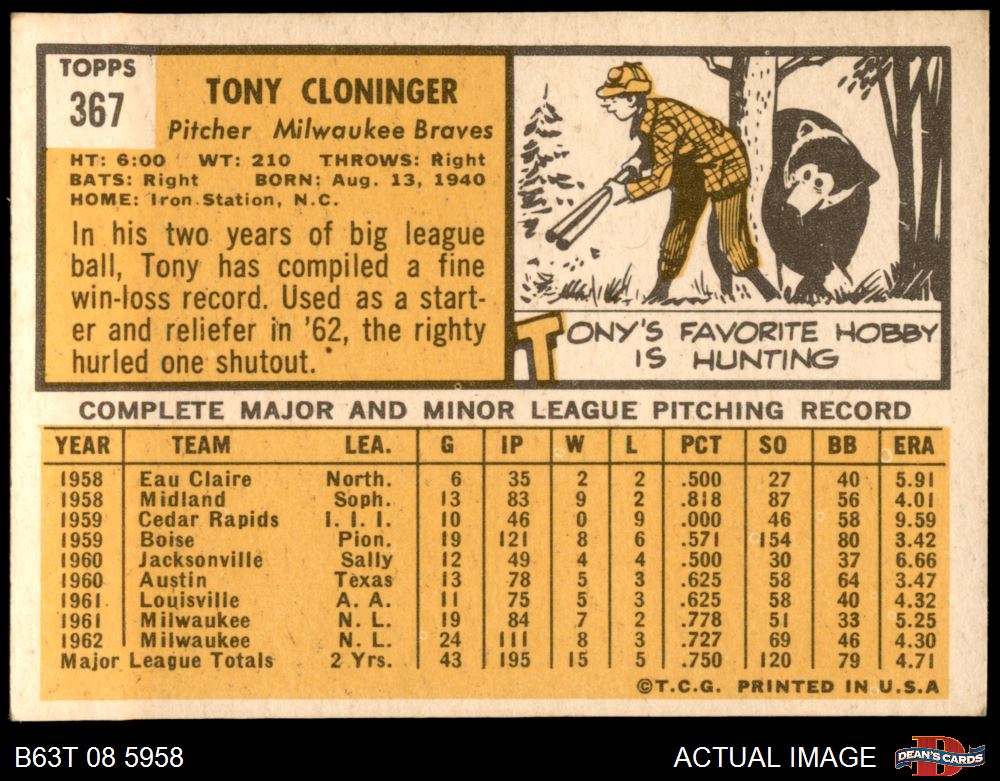 TOPPS
367
TONY CLONINGER
Pitcher Milwaukee Braves
HT: 6:00 WT: 210 THROWS: Right
BATS: Right BORN: Aug. 13, 1940
HOME: Iron Station, N.C.
In his two years of big league
ball, Tony has compiled a fine
win-loss record. Used as a start-
er and reliefer in '62, the righty
hurled one shutout.
TONY'S FAVORITE HOBBY
IS HUNTING
COMPLETE MAJOR AND MINOR LEAGUE PITCHING RECORD
YEAR TEAM LEA. G IP W L PCT SO BB ERA
1958 Eau Claire North. 6 35 2 2 .500 27 40 5.91
1958 Midland Soph. 13 83 9 2 .818 87 56 4.01
1959 Cedar Rapids I. I. I. 10 46 0 9 .000 46 58 9.59
1959 Boise Pion. 19 121 8 6 .571 154 80 3.42
1960 Jacksonville Sally 12 49 4 4 .500 30 37 6.66
1960 Austin Texas 13 78 5 3 .625 58 64 3.47
1961 Louisville A. A. 11 75 5 3 .625 58 40 4.32
1961 Milwaukee N. L. 19 84 7 2 .778 51 33 5.25
1962 Milwaukee N. L. 24 111 8 3 .727 69 46 4.30
Major League Totals 2 Yrs. 43 195 15 5 .750 120 79 4.71
©T.C.G. PRINTED IN U.S.A
B63T 08 5958
ACTUAL IMAGE
D
DEAN'S CARDS